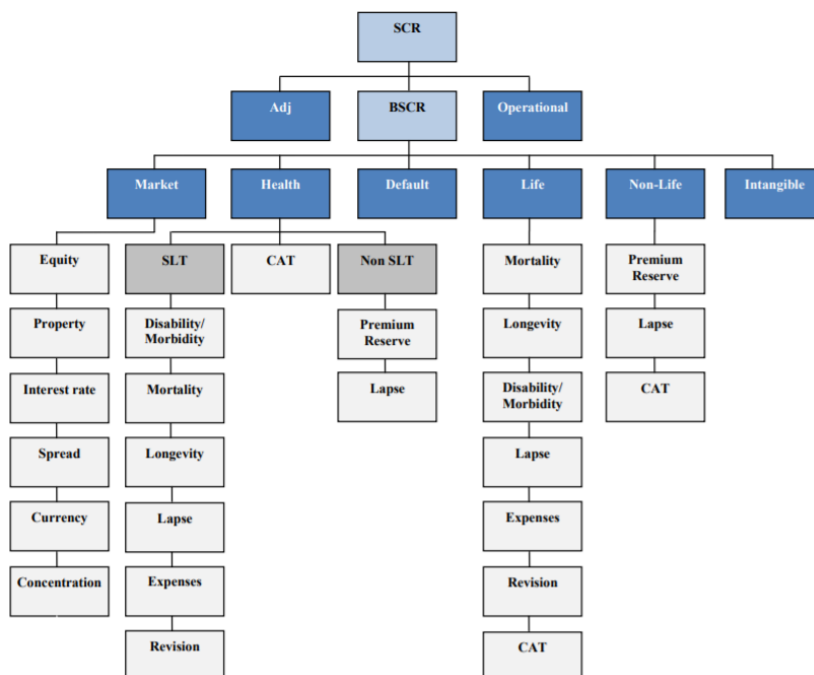 SCR
Adj
BSCR
Operational
Market
Health
Default
Life
Non-Life
Intangible
Equity
Property
Interest rate
Spread
Currency
Concentration
SLT
Disability/
Morbidity
Mortality
Longevity
Lapse
Expenses
Revision
CAT
Non SLT
Premium
Reserve
Lapse
Mortality
Longevity
Disability/
Morbidity
Lapse
Expenses
Revision
CAT
Premium
Reserve
Lapse
CAT